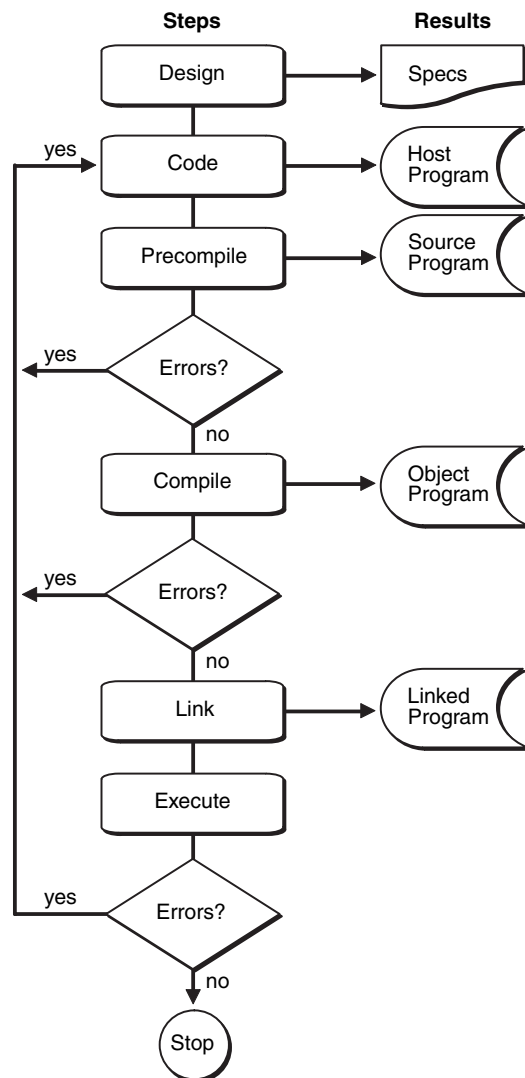 Steps
Results
Design
Specs
yes
Code
Host
Program
Precompile
Source
Program
yes
Errors?
no
Compile
Object
Program
yes
Errors?
no
Link
Linked
Program
Execute
yes
Errors?
no
Stop